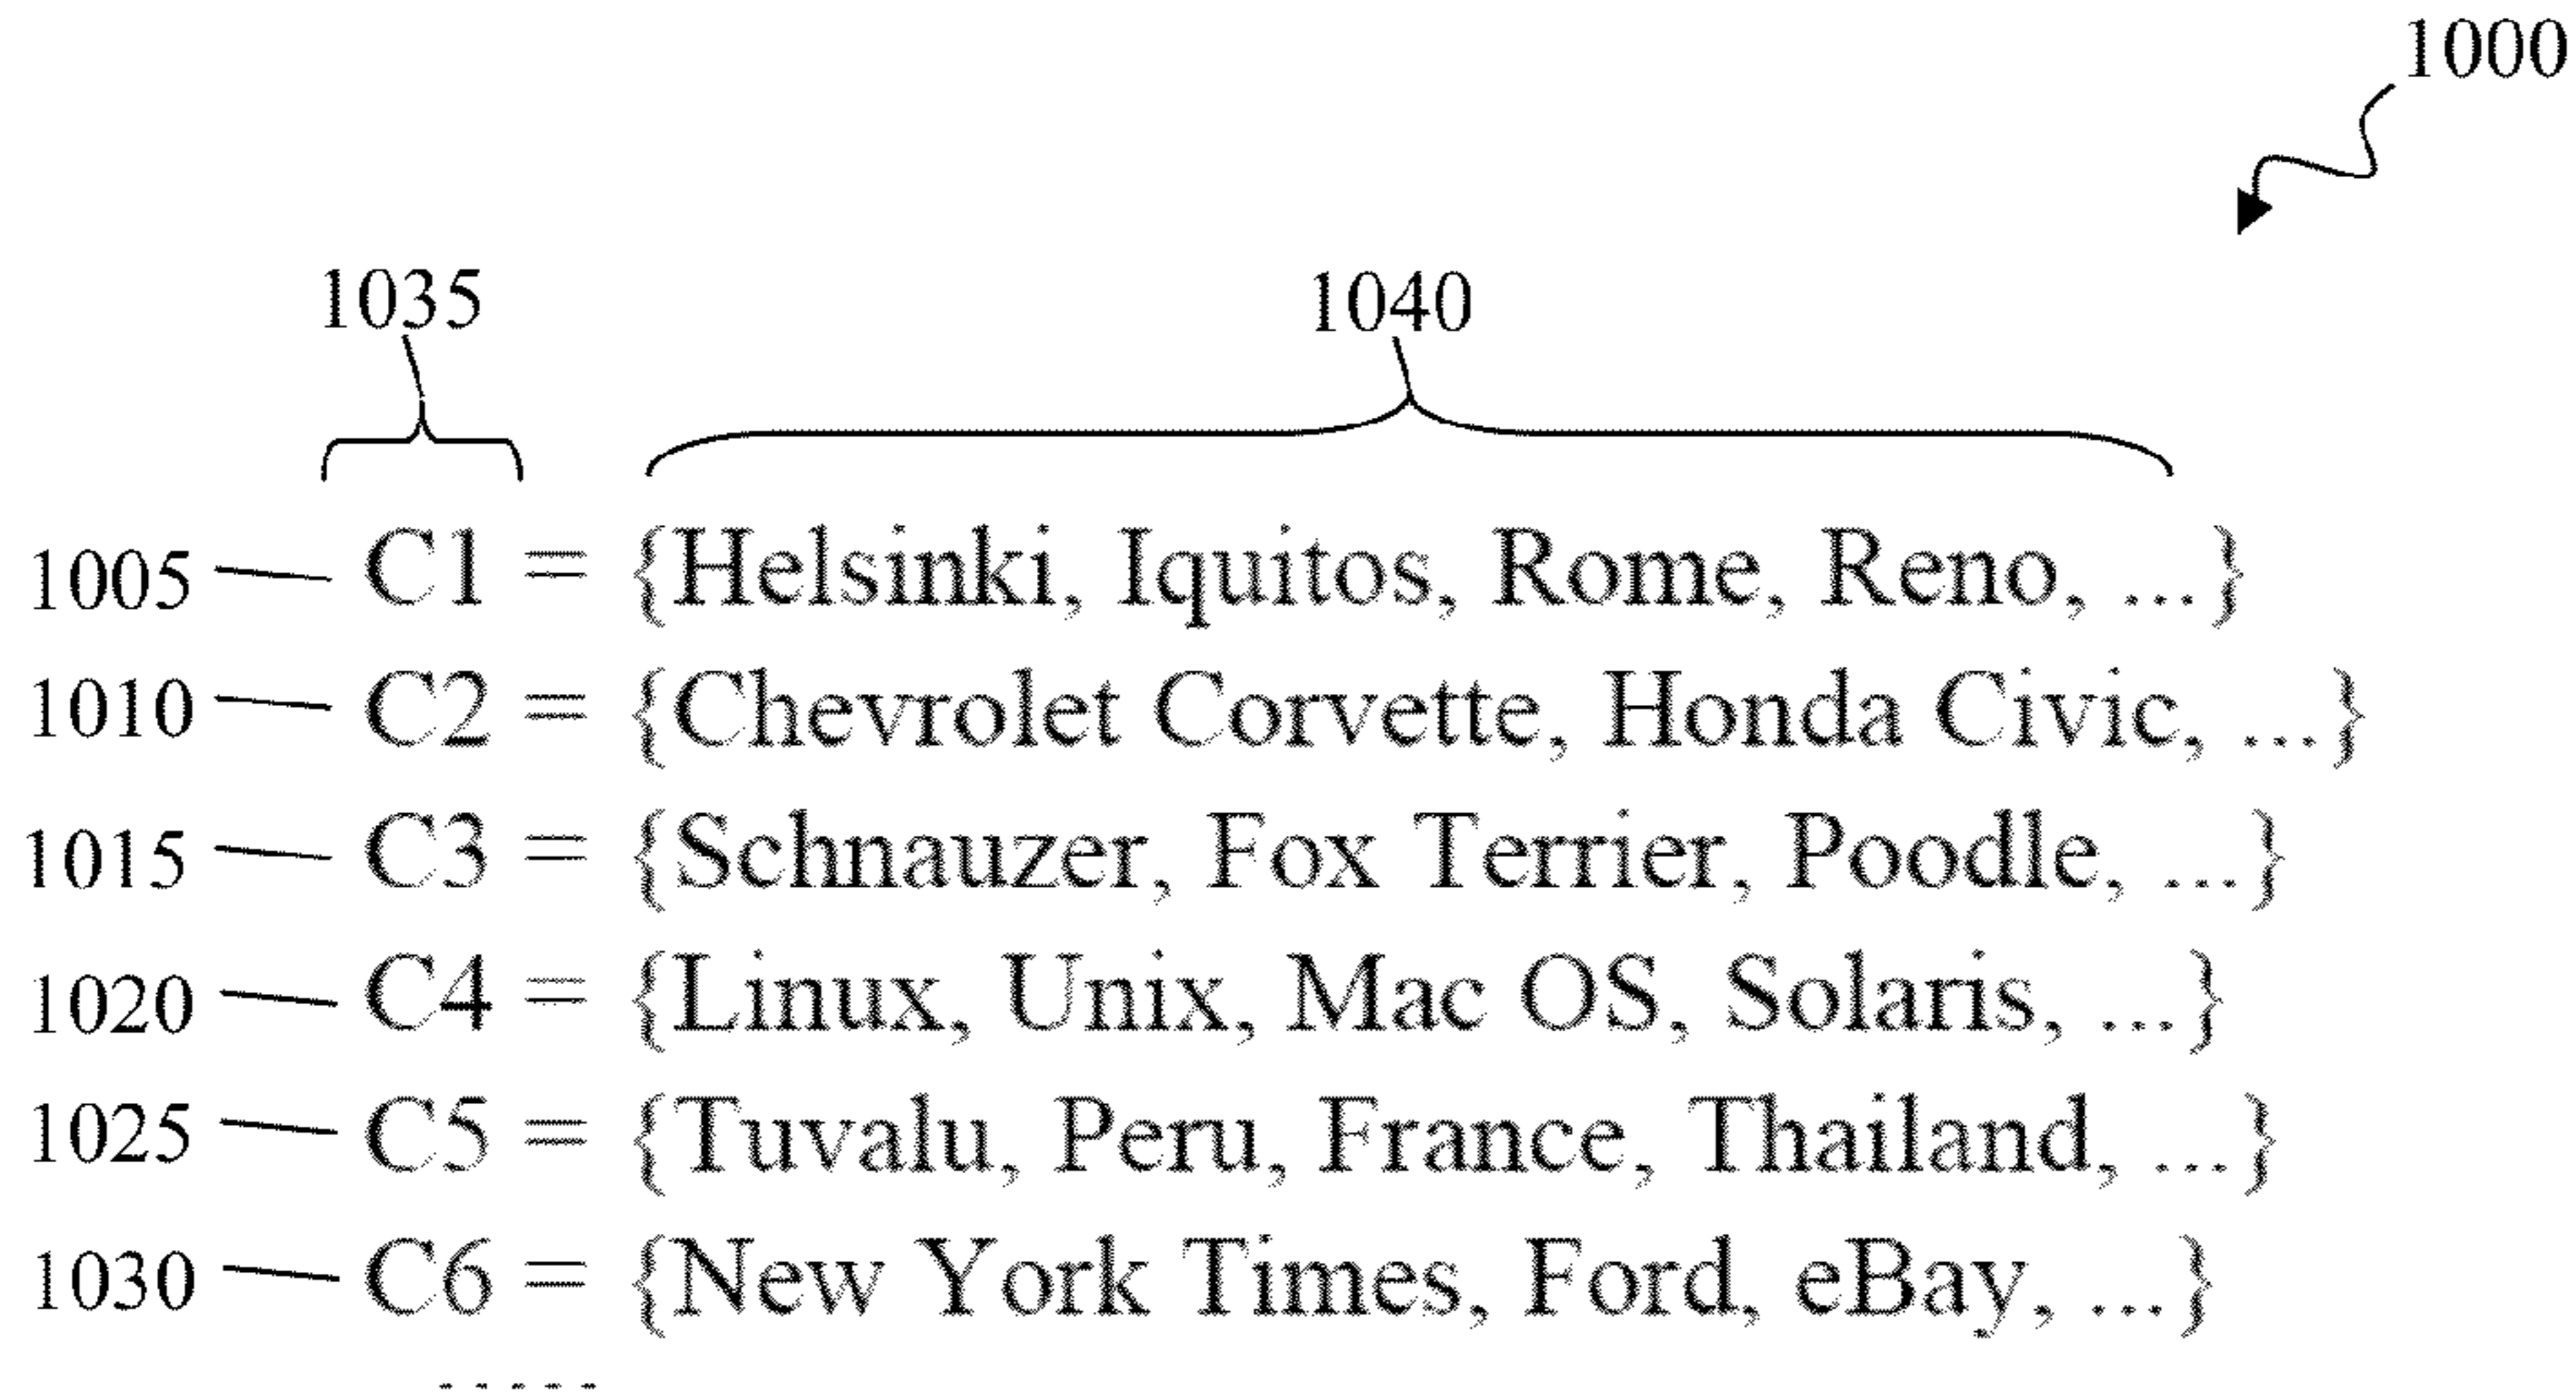 1000
1035 1040
1005 C1 = {Helsinki, Iquitos, Rome, Reno, ...}
1010 C2 = {Chevrolet Corvette, Honda Civic, ...}
1015 C3 = {Schnauzer, Fox Terrier, Poodle, ...}
1020 C4 = {Linux, Unix, Mac OS, Solaris, ...}
1025 C5 = {Tuvalu, Peru, France, Thailand, ...}
1030 C6 = {New York Times, Ford, eBay, ...}
.....